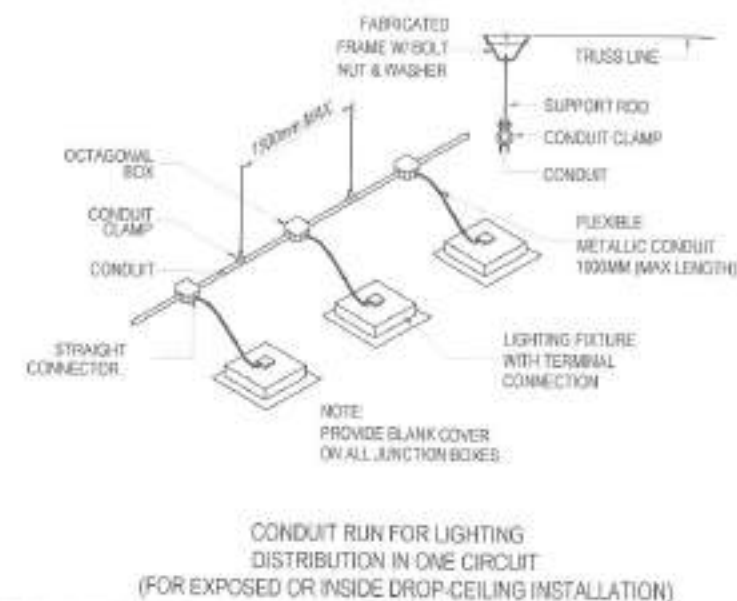 FABRICATED
FRAME W/ BOLT
NUT & WASHER
TRUSS LINE
SUPPORT ROD
CONDUIT CLAMP
CONDUIT
1500mm MAX
OCTAGONAL
BOX
CONDUIT
CLAMP
CONDUIT
STRAIGHT
CONNECTOR
FLEXIBLE
METALLIC CONDUIT
1000MM (MAX LENGTH)
LIGHTING FIXTURE
WITH TERMINAL
CONNECTION
NOTE:
PROVIDE BLANK COVER
ON ALL JUNCTION BOXES
CONDUIT RUN FOR LIGHTING
DISTRIBUTION IN ONE CIRCUIT
(FOR EXPOSED OR INSIDE DROP-CEILING INSTALLATION)